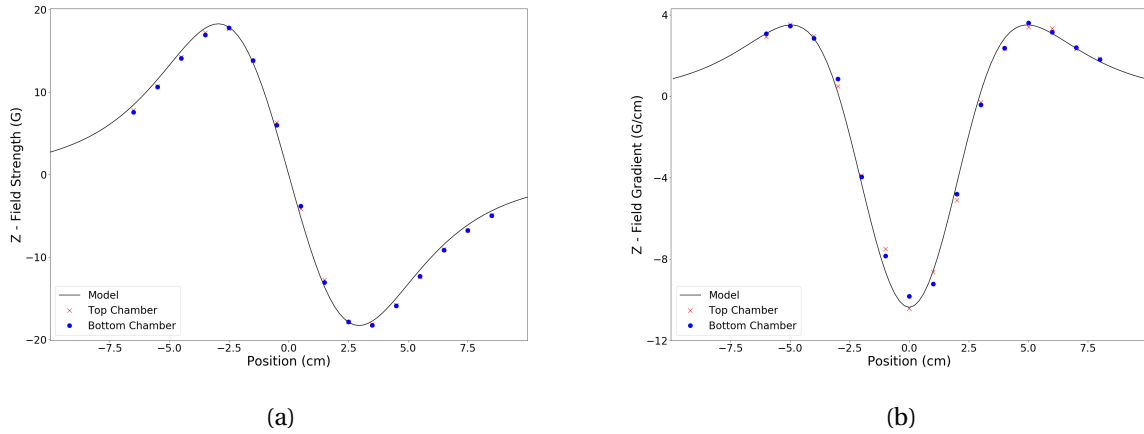 20
10
0
−10
−20
Z - Field Strength (G)
Model
Top Chamber
Bottom Chamber
−7.5 −5.0 −2.5 0.0 2.5 5.0 7.5
Position (cm)
(a)
4
0
−4
−8
−12
Z - Field Gradient (G/cm)
Model
Top Chamber
Bottom Chamber
−7.5 −5.0 −2.5 0.0 2.5 5.0 7.5
Position (cm)
(b)